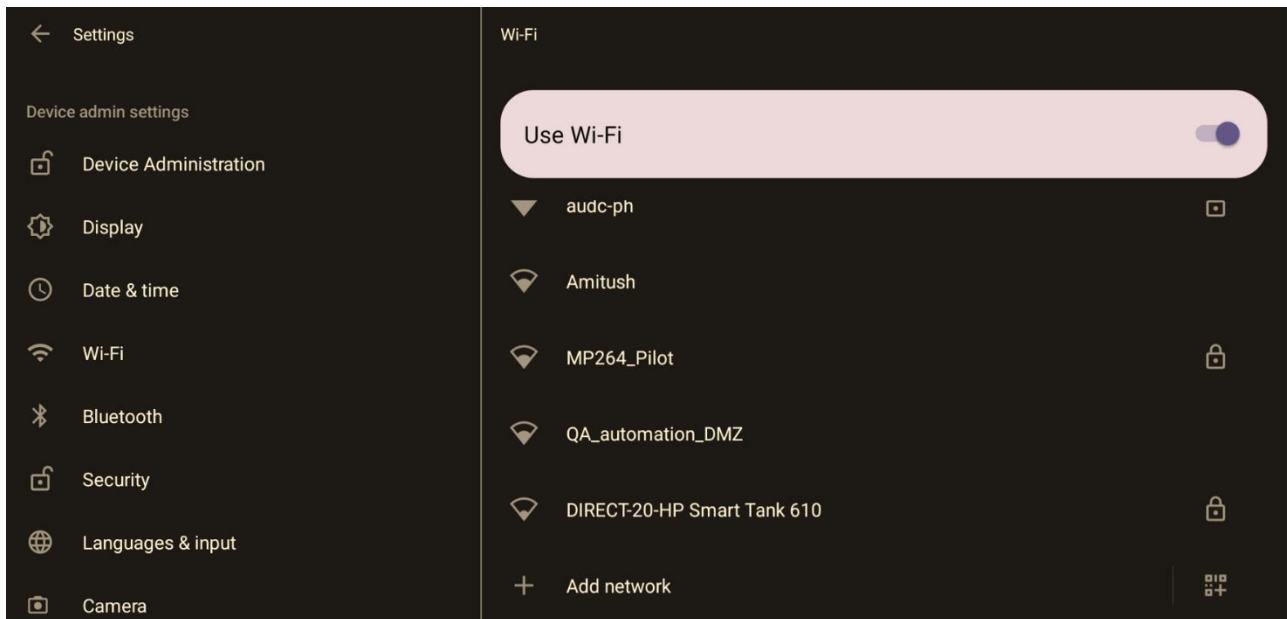 Settings
Device admin settings
Device Administration
Display
Date & time
Wi-Fi
Bluetooth
Security
Languages & input
Camera
Wi-Fi
Use Wi-Fi
audc-ph
Amitush
MP264_Pilot
QA_automation_DMZ
DIRECT-20-HP Smart Tank 610
Add network